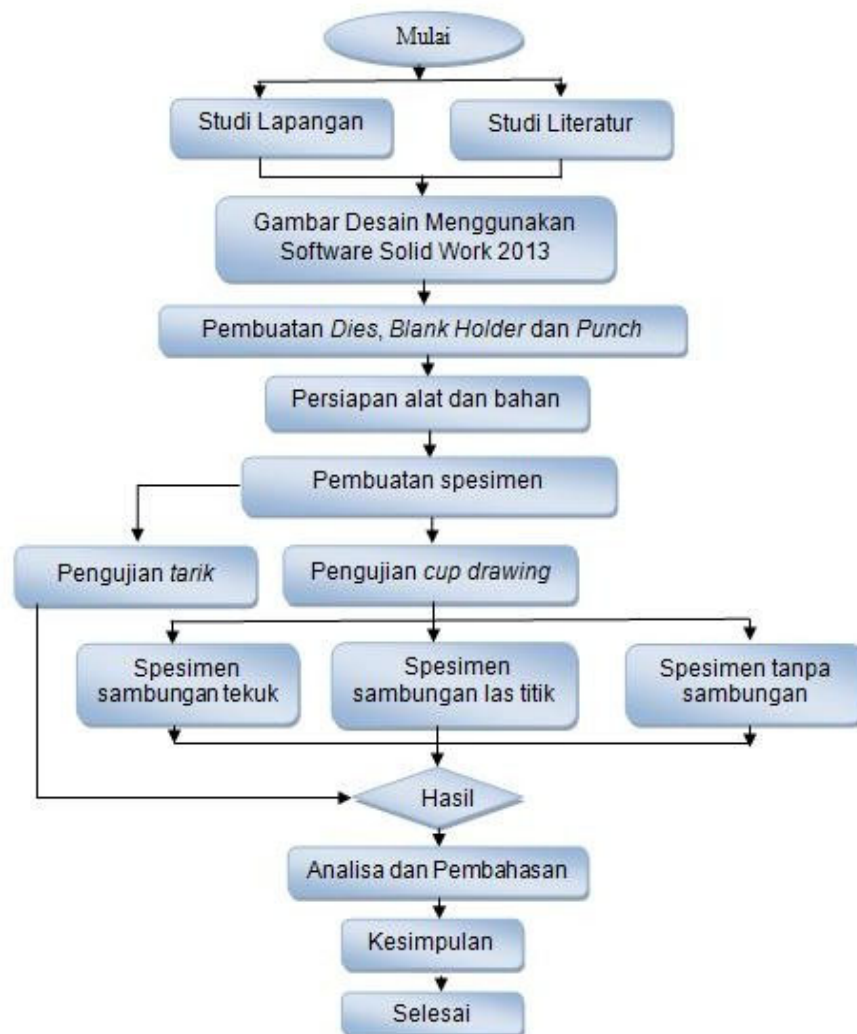 Mulai
Studi Lapangan
Studi Literatur
Gambar Desain Menggunakan
Software Solid Work 2013
Pembuatan Dies, Blank Holder dan Punch
Persiapan alat dan bahan
Pembuatan spesimen
Pengujian tarik
Pengujian cup drawing
Spesimen
sambungan tekuk
Spesimen
sambungan las titik
Spesimen tanpa
sambungan
Hasil
Analisa dan Pembahasan
Kesimpulan
Selesai